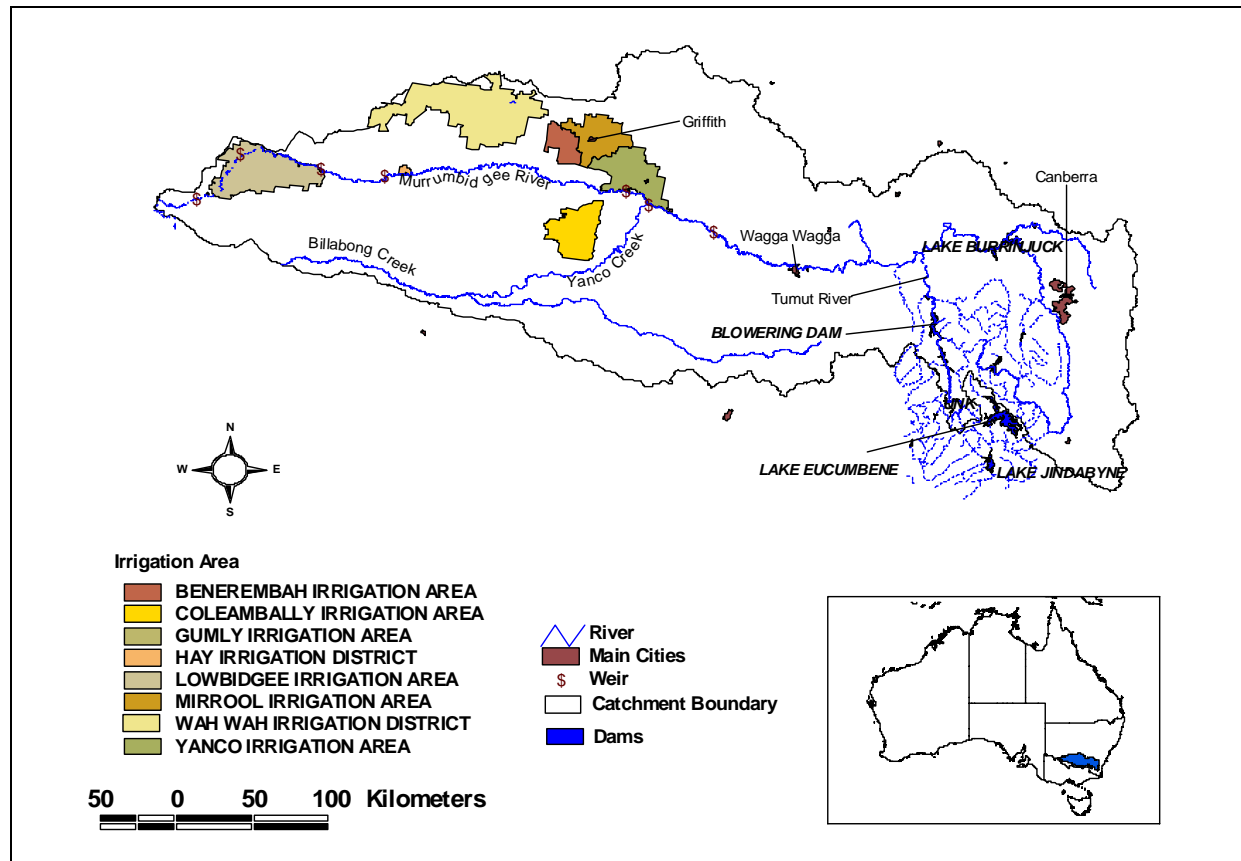 Griffith
Canberra
Murrumbid gee River
Wagga Wagga
LAKE BURRINJUCK
Billabong Creek
Yanco Creek
Tumut River
BLOWERING DAM
LINK
LAKE EUCUMBENE
LAKE JINDABYNE
N
W
E
S
Irrigation Area
BENEREMBAH IRRIGATION AREA
COLEAMBALLY IRRIGATION AREA
GUMLY IRRIGATION AREA
HAY IRRIGATION DISTRICT
LOWBIDGEE IRRIGATION AREA
MIRROOL IRRIGATION AREA
WAH WAH IRRIGATION DISTRICT
YANCO IRRIGATION AREA
River
Main Cities
$ Weir
Catchment Boundary
Dams
50 0 50 100 Kilometers